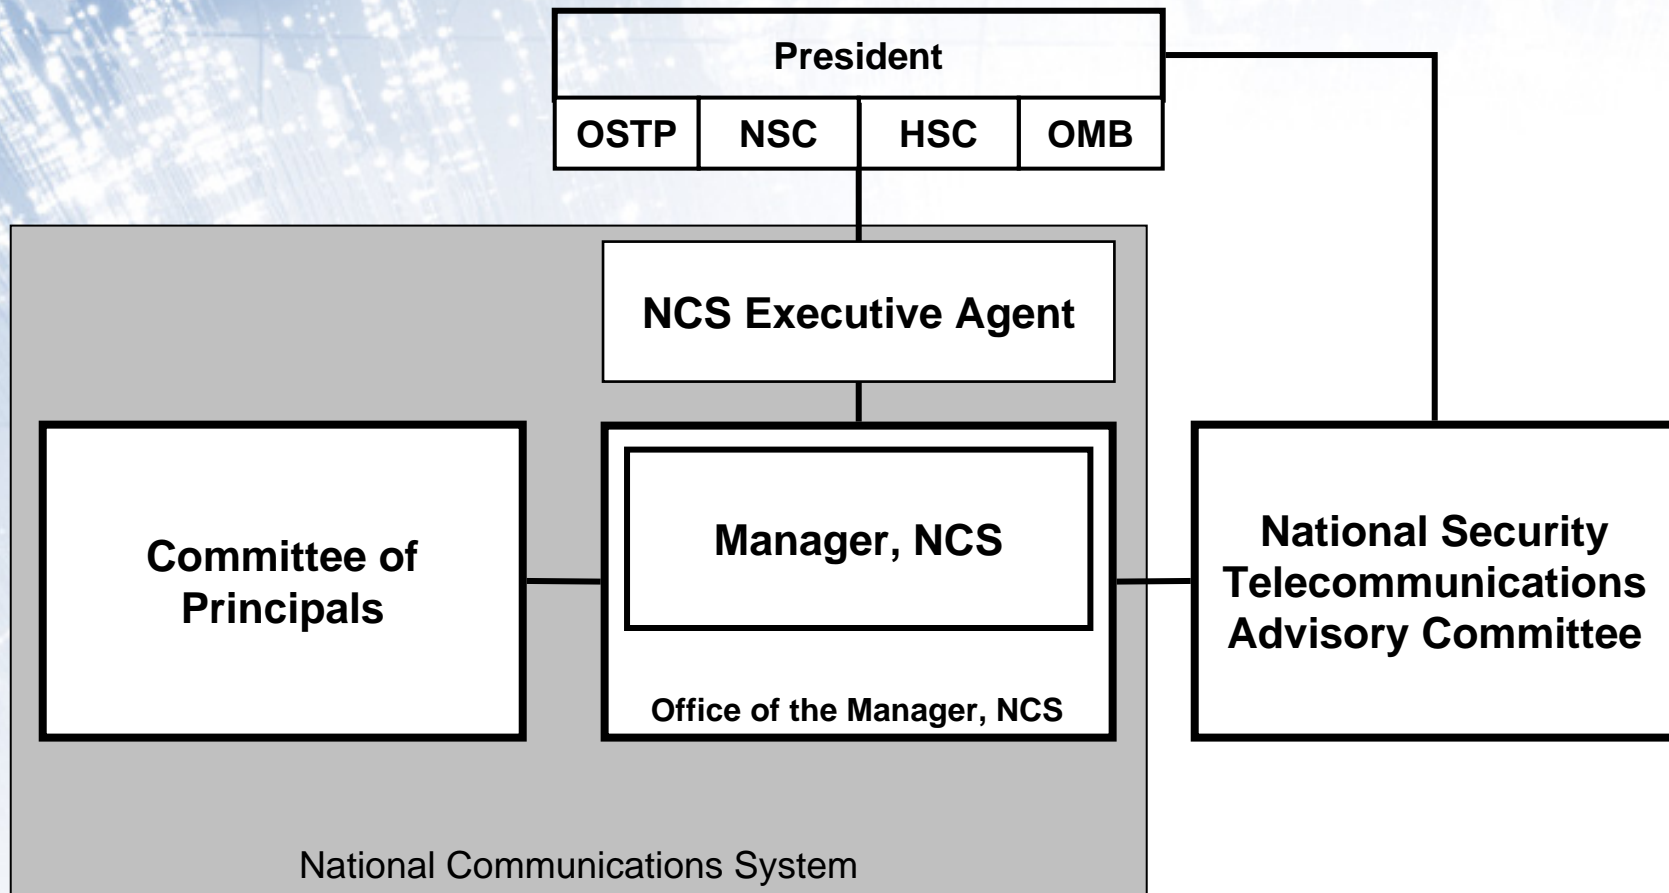 President
OSTP NSC HSC OMB
NCS Executive Agent
Committee of
Principals
Manager, NCS
Office of the Manager, NCS
National Security
Telecommunications
Advisory Committee
National Communications System